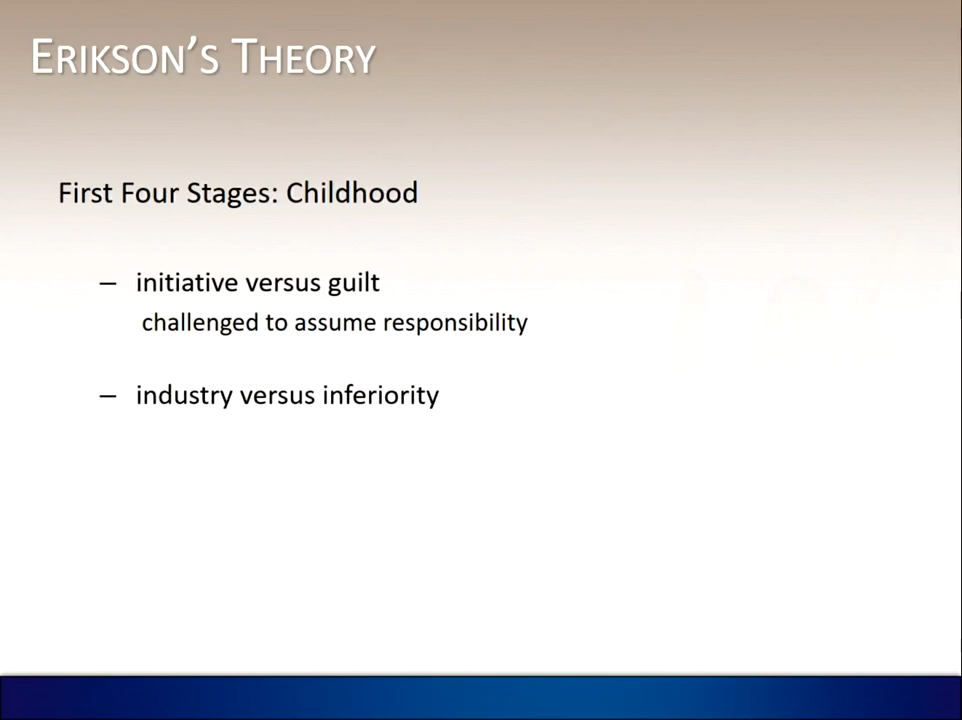 ERIKSON'S THEORY
First Four Stages: Childhood
– initiative versus guilt
challenged to assume responsibility
– industry versus inferiority